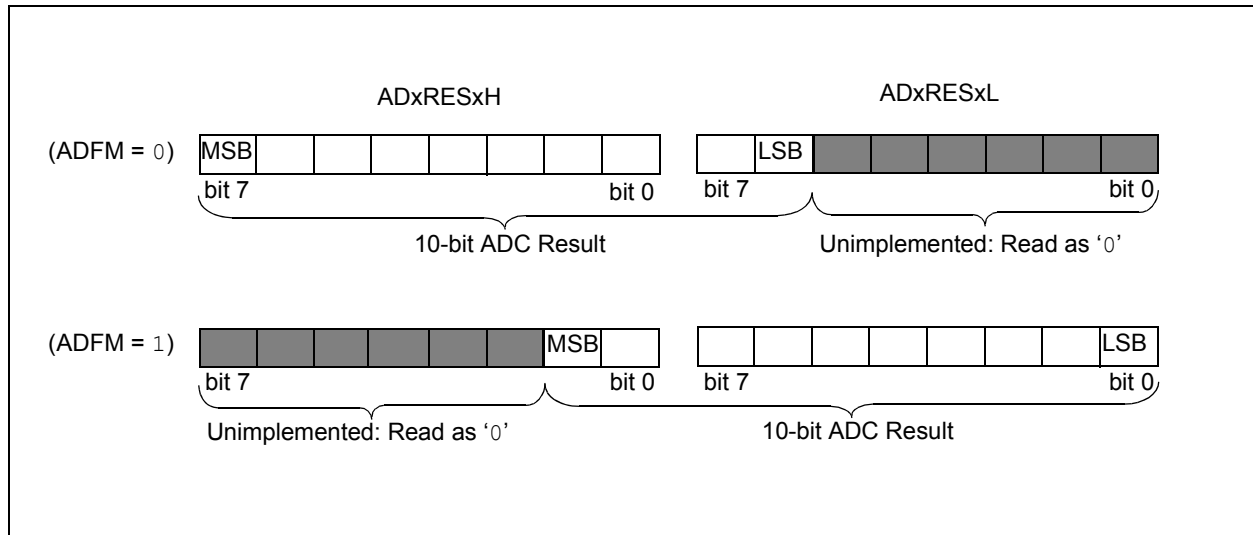 ADxRESxH ADxRESxL
(ADFM = 0) MSB LSB
bit 7 bit 0 bit 7 bit 0
10-bit ADC Result Unimplemented: Read as ‘0’
(ADFM = 1) MSB LSB
bit 7 bit 0 bit 7 bit 0
Unimplemented: Read as ‘0’ 10-bit ADC Result